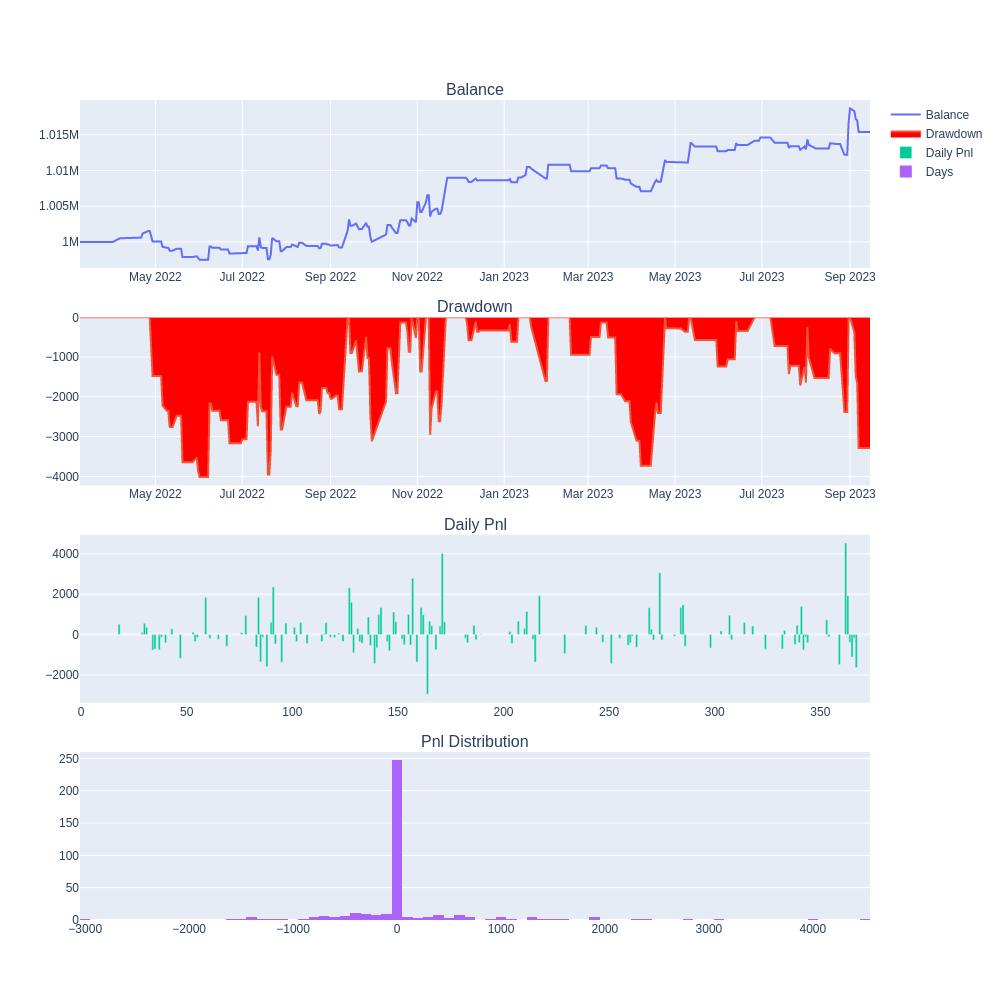 Balance
1.015M
1.01M
1.005M
1M
May 2022 Jul 2022 Sep 2022 Nov 2022 Jan 2023 Mar 2023 May 2023 Jul 2023 Sep 2023
Balance
Drawdown
Daily Pnl
Days
Drawdown
0
−1000
−2000
−3000
−4000
May 2022 Jul 2022 Sep 2022 Nov 2022 Jan 2023 Mar 2023 May 2023 Jul 2023 Sep 2023
Daily Pnl
4000
2000
0
−2000
0 50 100 150 200 250 300 350
Pnl Distribution
250
200
150
100
50
0
−3000 −2000 −1000 0 1000 2000 3000 4000